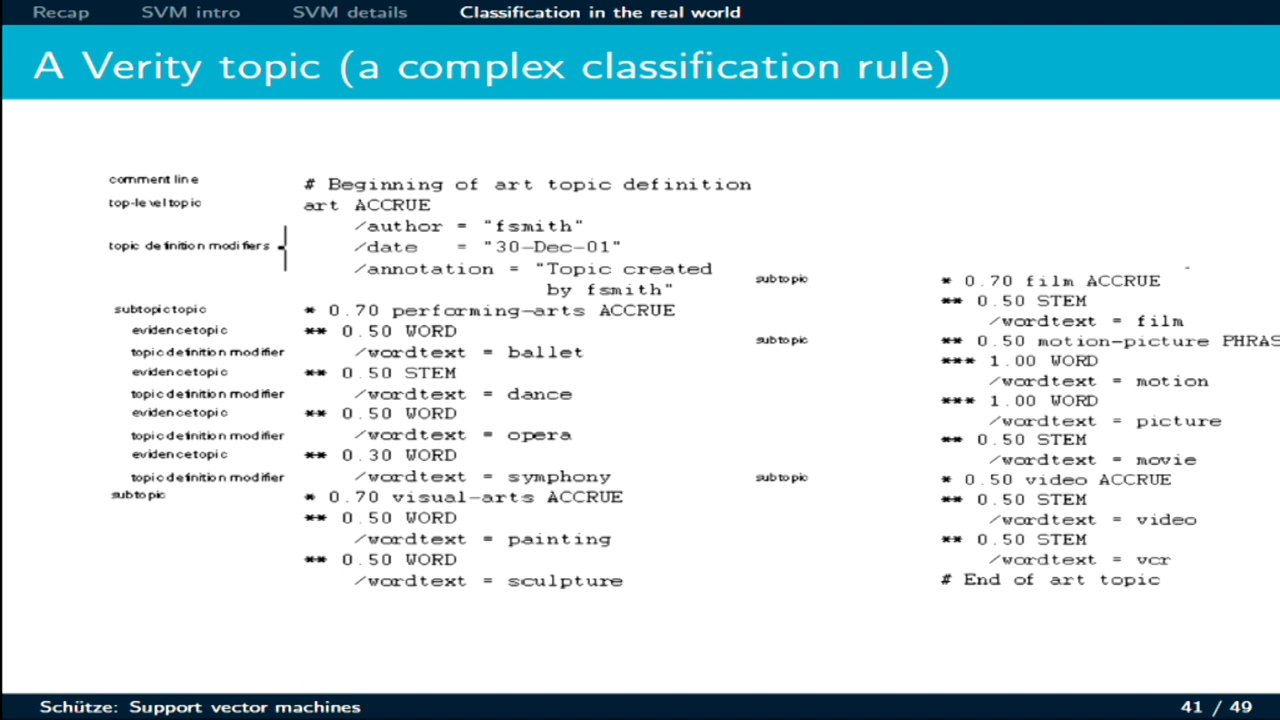 Recap SVM intro SVM details Classification in the real world
A Verity topic (a complex classification rule)
comment line # Beginning of art topic definition
top-level topic art ACCRUE
/author = "fsmith"
topic definition modifiers /date = "30-Dec-01"
/annotation = "Topic created
by fsmith"
subtopic topic * 0.70 performing-arts ACCRUE
evidencetopic ** 0.50 WORD
topic definition modifier /wordtext = ballet
evidencetopic ** 0.50 STEM
topic definition modifier /wordtext = dance
evidencetopic ** 0.50 WORD
topic definition modifier /wordtext = opera
evidencetopic ** 0.30 WORD
topic definition modifier /wordtext = symphony
subtopic * 0.70 visual-arts ACCRUE
** 0.50 WORD
/wordtext = painting
** 0.50 WORD
/wordtext = sculpture
subtopic * 0.70 film ACCRUE
** 0.50 STEM
/wordtext = film
subtopic ** 0.50 motion-picture PHRAS
*** 1.00 WORD
/wordtext = motion
*** 1.00 WORD
/wordtext = picture
** 0.50 STEM
/wordtext = movie
subtopic * 0.50 video ACCRUE
** 0.50 STEM
/wordtext = video
** 0.50 STEM
/wordtext = vcr
# End of art topic
Schütze: Support vector machines 41 / 49